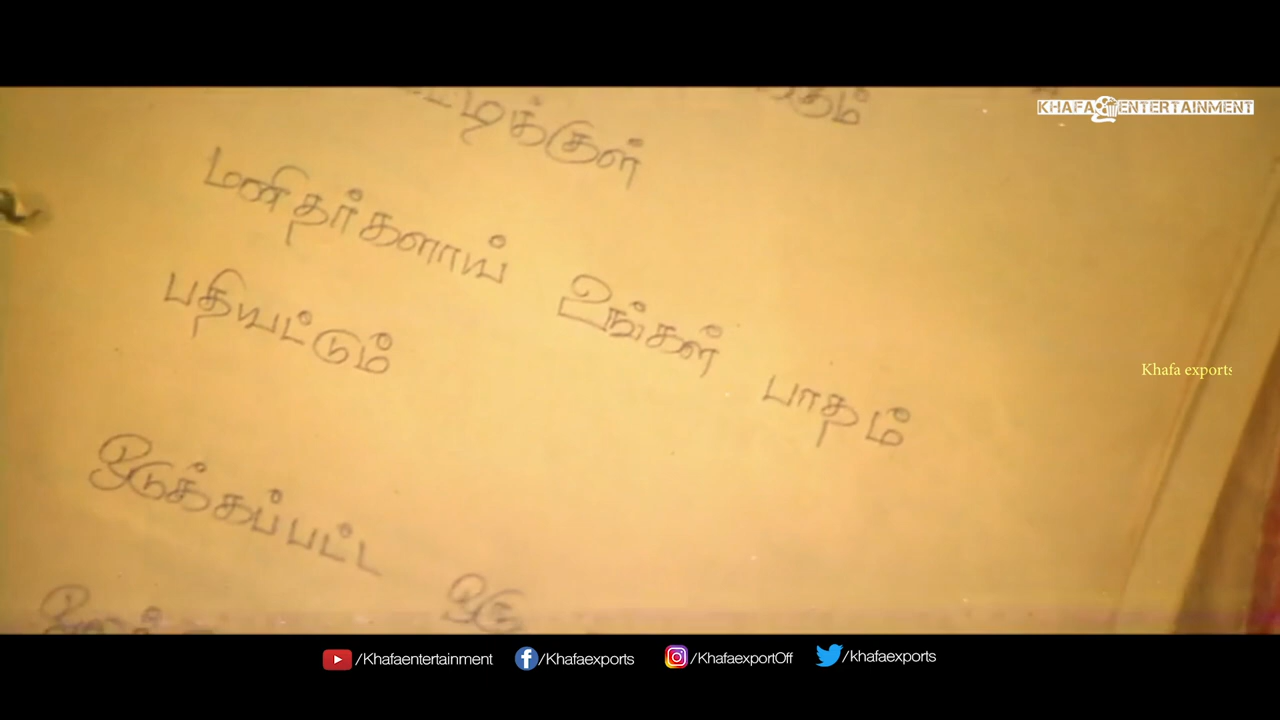 KHAFA ENTERTAINMENT
மனிதர்களாய் உங்கள் பாதம்
பதியட்டும்
Khafa exports
ஒடுக்கப்பட்ட ஒரு
/Khafaentertainment /Khafaexports /KhafaexportOff /khafaexports